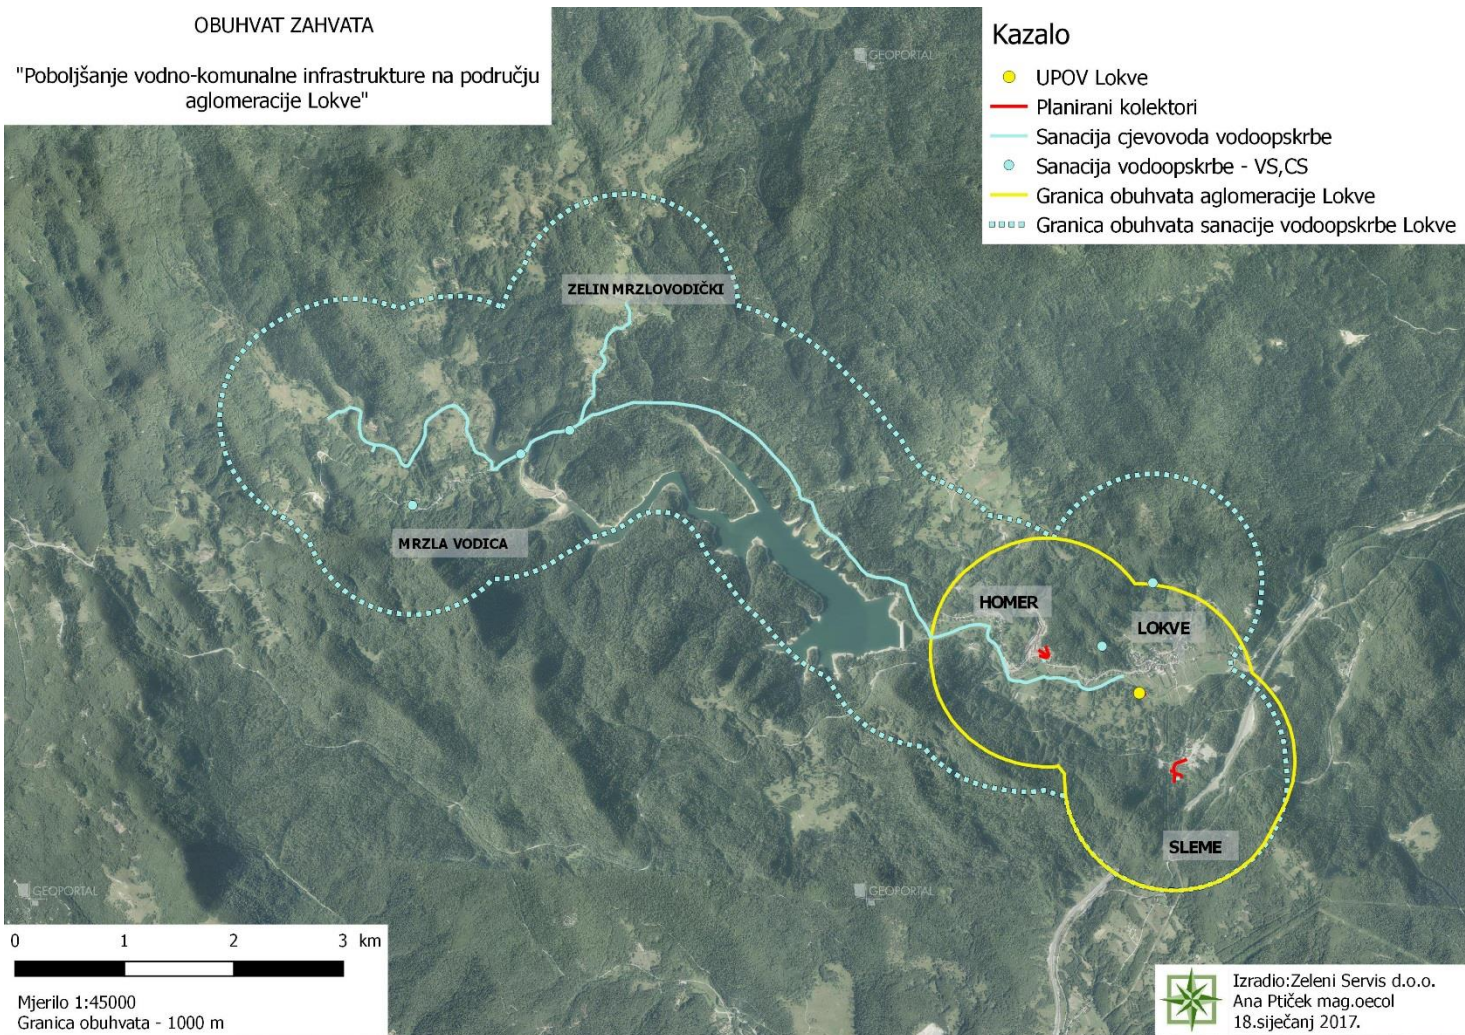 OBUHVAT ZAHVATA
"Poboljšanje vodno-komunalne infrastrukture na području
aglomeracije Lokve"
GEOPORTAL
Kazalo
UPOV Lokve
Planirani kolektori
Sanacija cjevovoda vodoopskrbe
Sanacija vodoopskrbe - VS,CS
Granica obuhvata aglomeracije Lokve
Granica obuhvata sanacije vodoopskrbe Lokve
ZELIN MRZLOVODIČKI
MRZLA VODICA
HOMER
LOKVE
SLEME
GEOPORTAL
GEOPORTAL
0 1 2 3 km
Mjerilo 1:45000
Granica obuhvata - 1000 m
Izradio:Zeleni Servis d.o.o.
Ana Ptiček mag.oecol
18.siječanj 2017.